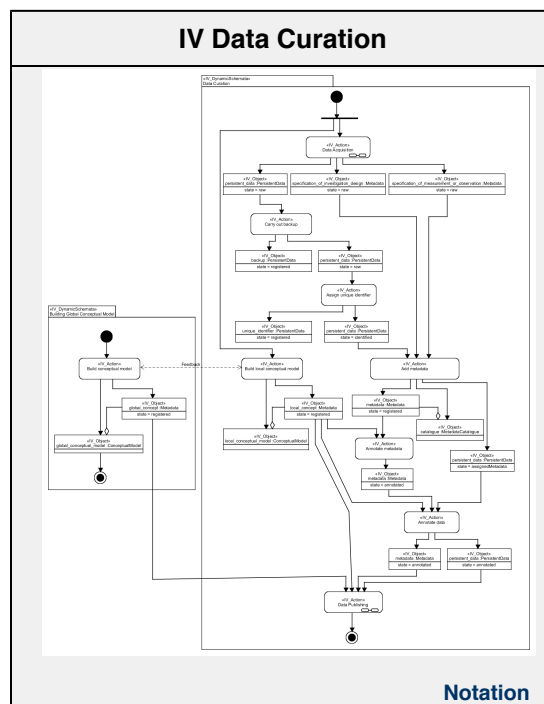 IV Data Curation
«IV_DynamicSchemata»
Data Curation
«IV_Action»
Data Acquisition
«IV_Object»
persistent_data :PersistentData
state = raw
«IV_Object»
specification_of_investigation_design :Metadata
state = raw
«IV_Object»
specification_of_measurement_or_observation :Metadata
state = raw
«IV_Action»
Carry out backup
«IV_Object»
backup :PersistentData
state = registered
«IV_Object»
persistent_data :PersistentData
state = raw
«IV_Action»
Assign unique identifier
«IV_Object»
unique_identifier :PersistentData
state = registered
«IV_Object»
persistent_data :PersistentData
state = identified
«IV_DynamicSchemata»
Building Global Conceptual Model
«IV_Action»
Build conceptual model
Feedback
«IV_Action»
Build local conceptual model
«IV_Action»
Add metadata
«IV_Object»
global_concept :Metadata
state = registered
«IV_Object»
local_concept :Metadata
state = registered
«IV_Object»
metadata :Metadata
state = registered
«IV_Object»
catalogue :MetadataCatalogue
«IV_Object»
global_conceptual_model :ConceptualModel
«IV_Object»
local_conceptual_model :ConceptualModel
«IV_Action»
Annotate metadata
«IV_Object»
persistent_data :PersistentData
state = assignedMetadata
«IV_Object»
metadata :Metadata
state = annotated
«IV_Action»
Annotate data
«IV_Object»
metadata :Metadata
state = annotated
«IV_Object»
persistent_data :PersistentData
state = annotated
«IV_Action»
Data Publishing
Notation